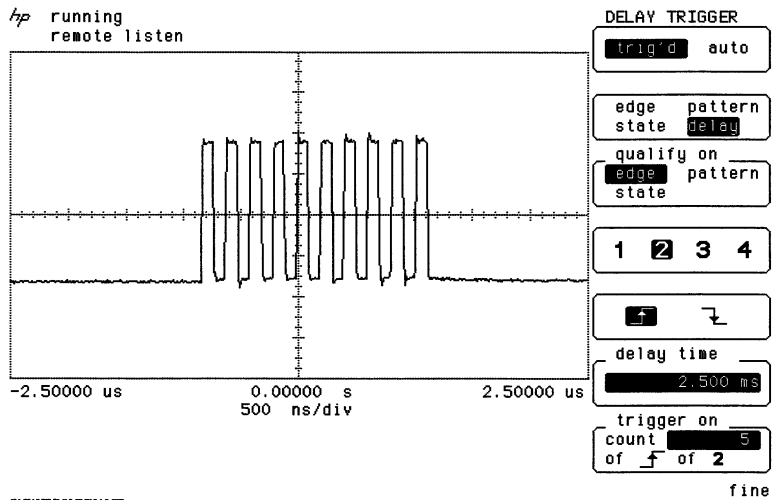 hp running
remote listen
-2.50000 us
0.00000 s
2.50000 us
500 ns/div
DELAY TRIGGER
trig'd auto
edge pattern
state delay
qualify on
edge pattern
state
1 2 3 4
delay time
2.500 ms
trigger on
count 5
of of 2
fine